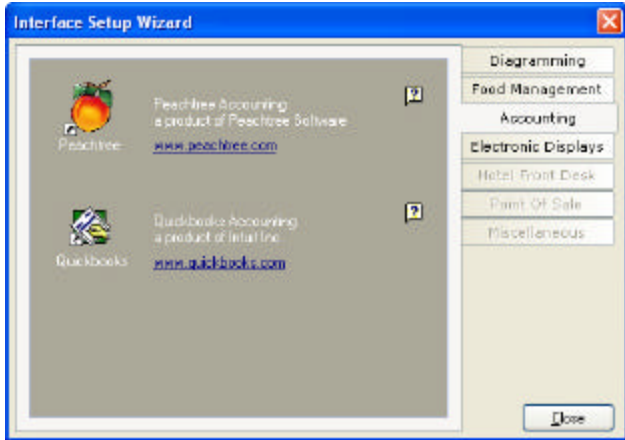 Interface Setup Wizard
Diagramming
Food Management
Accounting
Electronic Displays
Hotel Front Desk
Point Of Sale
Miscellaneous
Peachtree
Peachtree Accounting
a product of Peachtree Software
www.peachtree.com
?
Quickbooks
Quickbooks Accounting
a product of Intuit Inc
www.quickbooks.com
?
Close